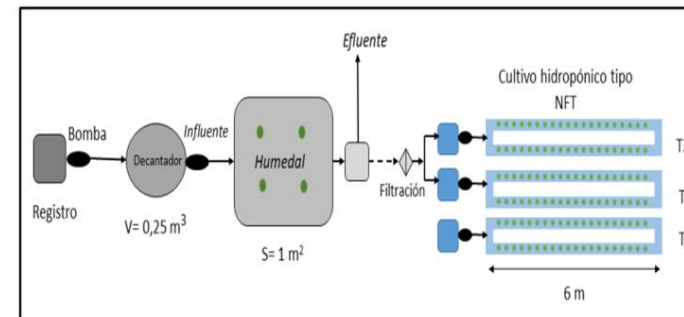 Efluente
Cultivo hidropónico tipo
NFT
Bomba
Influente
Decantador
Humedal
Filtración
Registro
V= 0,25 m³
S= 1 m²
6 m
T
T